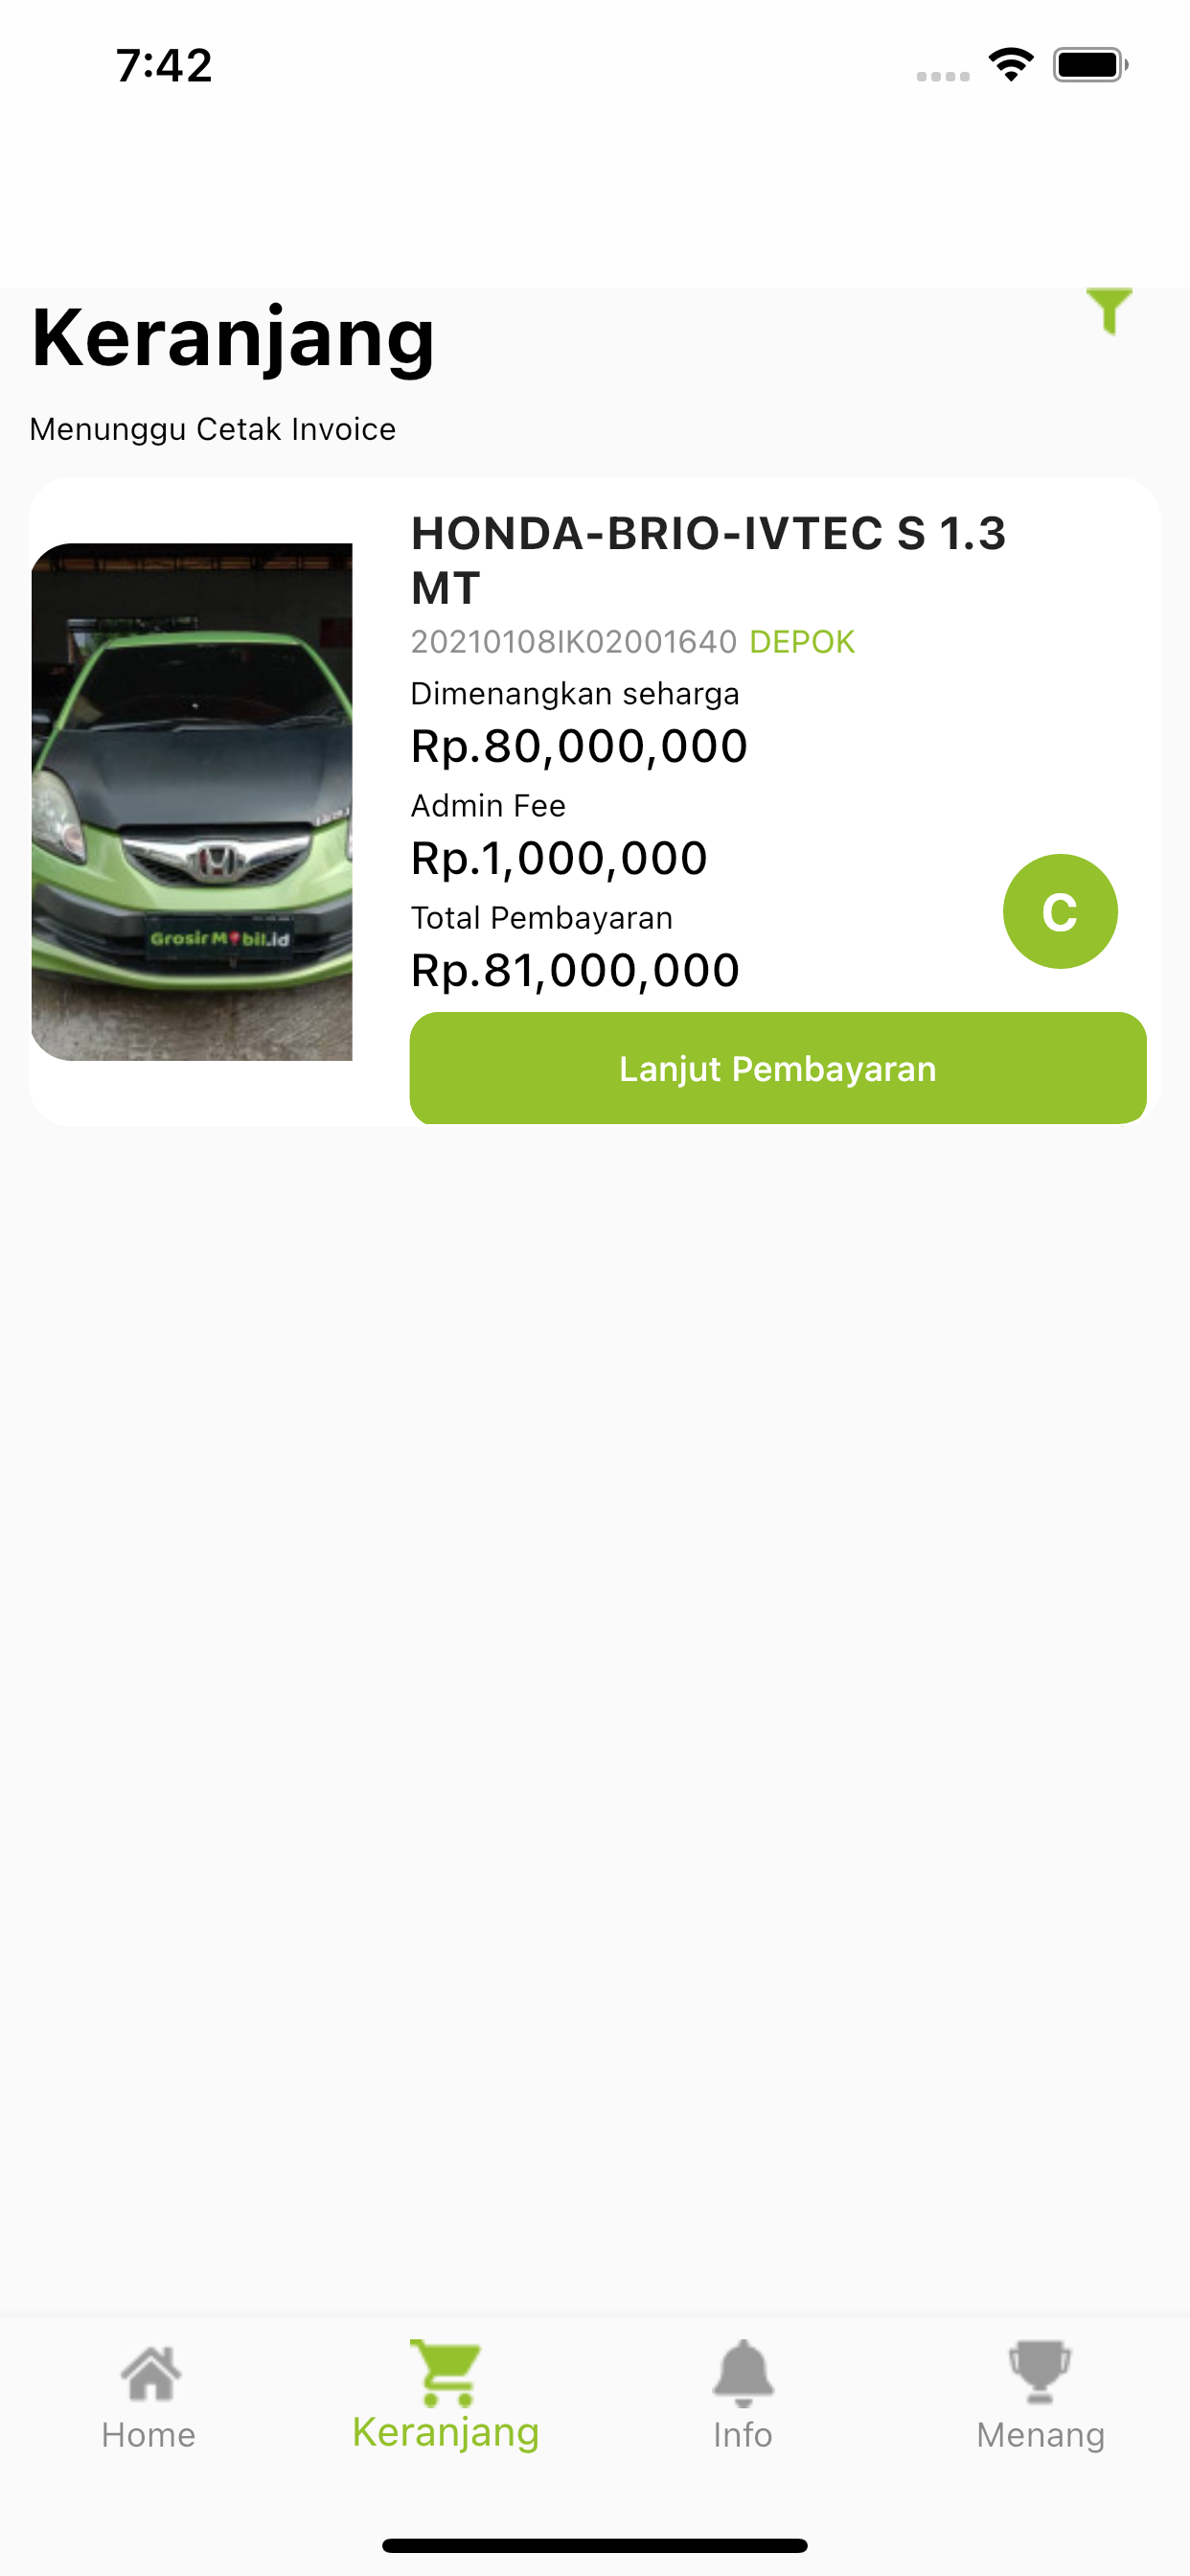 7:42
Keranjang
Menunggu Cetak Invoice
HONDA-BRIO-IVTEC S 1.3
MT
20210108IK02001640 DEPOK
Dimenangkan seharga
Rp.80,000,000
Admin Fee
Rp.1,000,000
Total Pembayaran
Rp.81,000,000
C
Lanjut Pembayaran
GrosirMobil.id
Home
Keranjang
Info
Menang